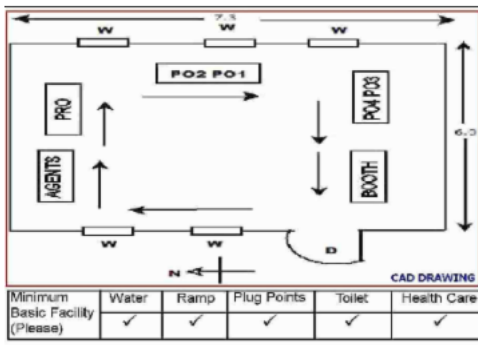 7.3
W W W
PO2 PO1
PO4 PO3
PRO
6.0
AGENTS
BOOTH
W W
D
N
CAD DRAWING
Minimum Basic Facility (Please) Water Ramp Plug Points Toilet Health Care
✓ ✓ ✓ ✓ ✓